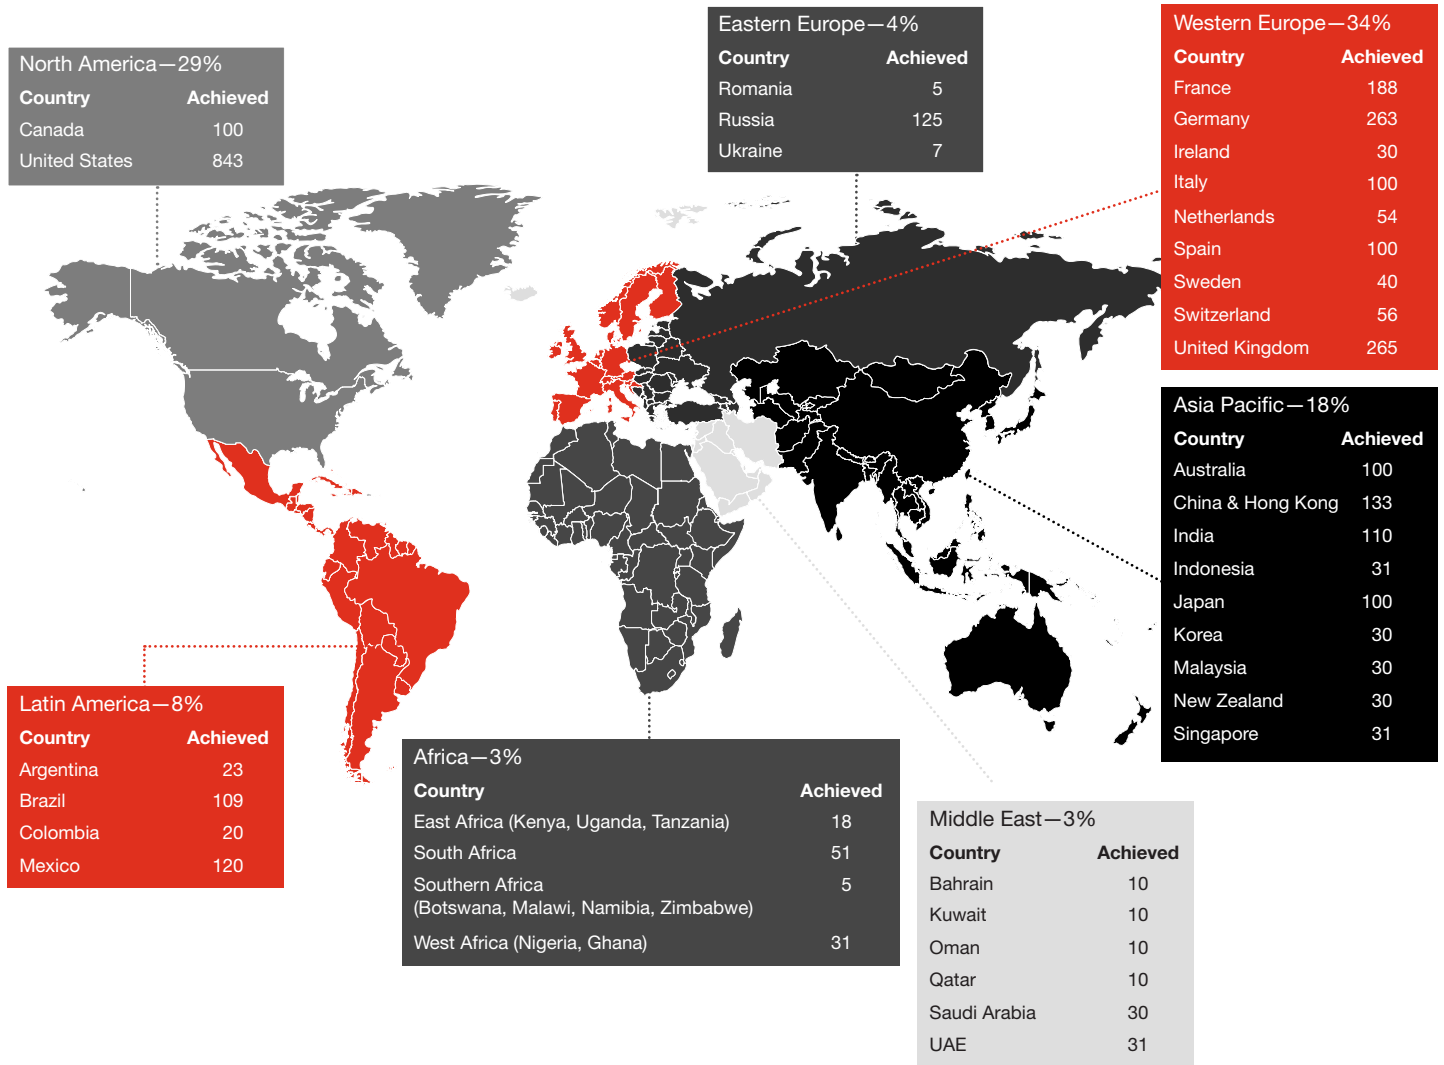 North America—29%
Country Achieved
Canada 100
United States 843
Eastern Europe—4%
Country Achieved
Romania 5
Russia 125
Ukraine 7
Western Europe—34%
Country Achieved
France 188
Germany 263
Ireland 30
Italy 100
Netherlands 54
Spain 100
Sweden 40
Switzerland 56
United Kingdom 265
Asia Pacific—18%
Country Achieved
Australia 100
China & Hong Kong 133
India 110
Indonesia 31
Japan 100
Korea 30
Malaysia 30
New Zealand 30
Singapore 31
Latin America—8%
Country Achieved
Argentina 23
Brazil 109
Colombia 20
Mexico 120
Africa—3%
Country Achieved
East Africa (Kenya, Uganda, Tanzania) 18
South Africa 51
Southern Africa 5
(Botswana, Malawi, Namibia, Zimbabwe)
West Africa (Nigeria, Ghana) 31
Middle East—3%
Country Achieved
Bahrain 10
Kuwait 10
Oman 10
Qatar 10
Saudi Arabia 30
UAE 31